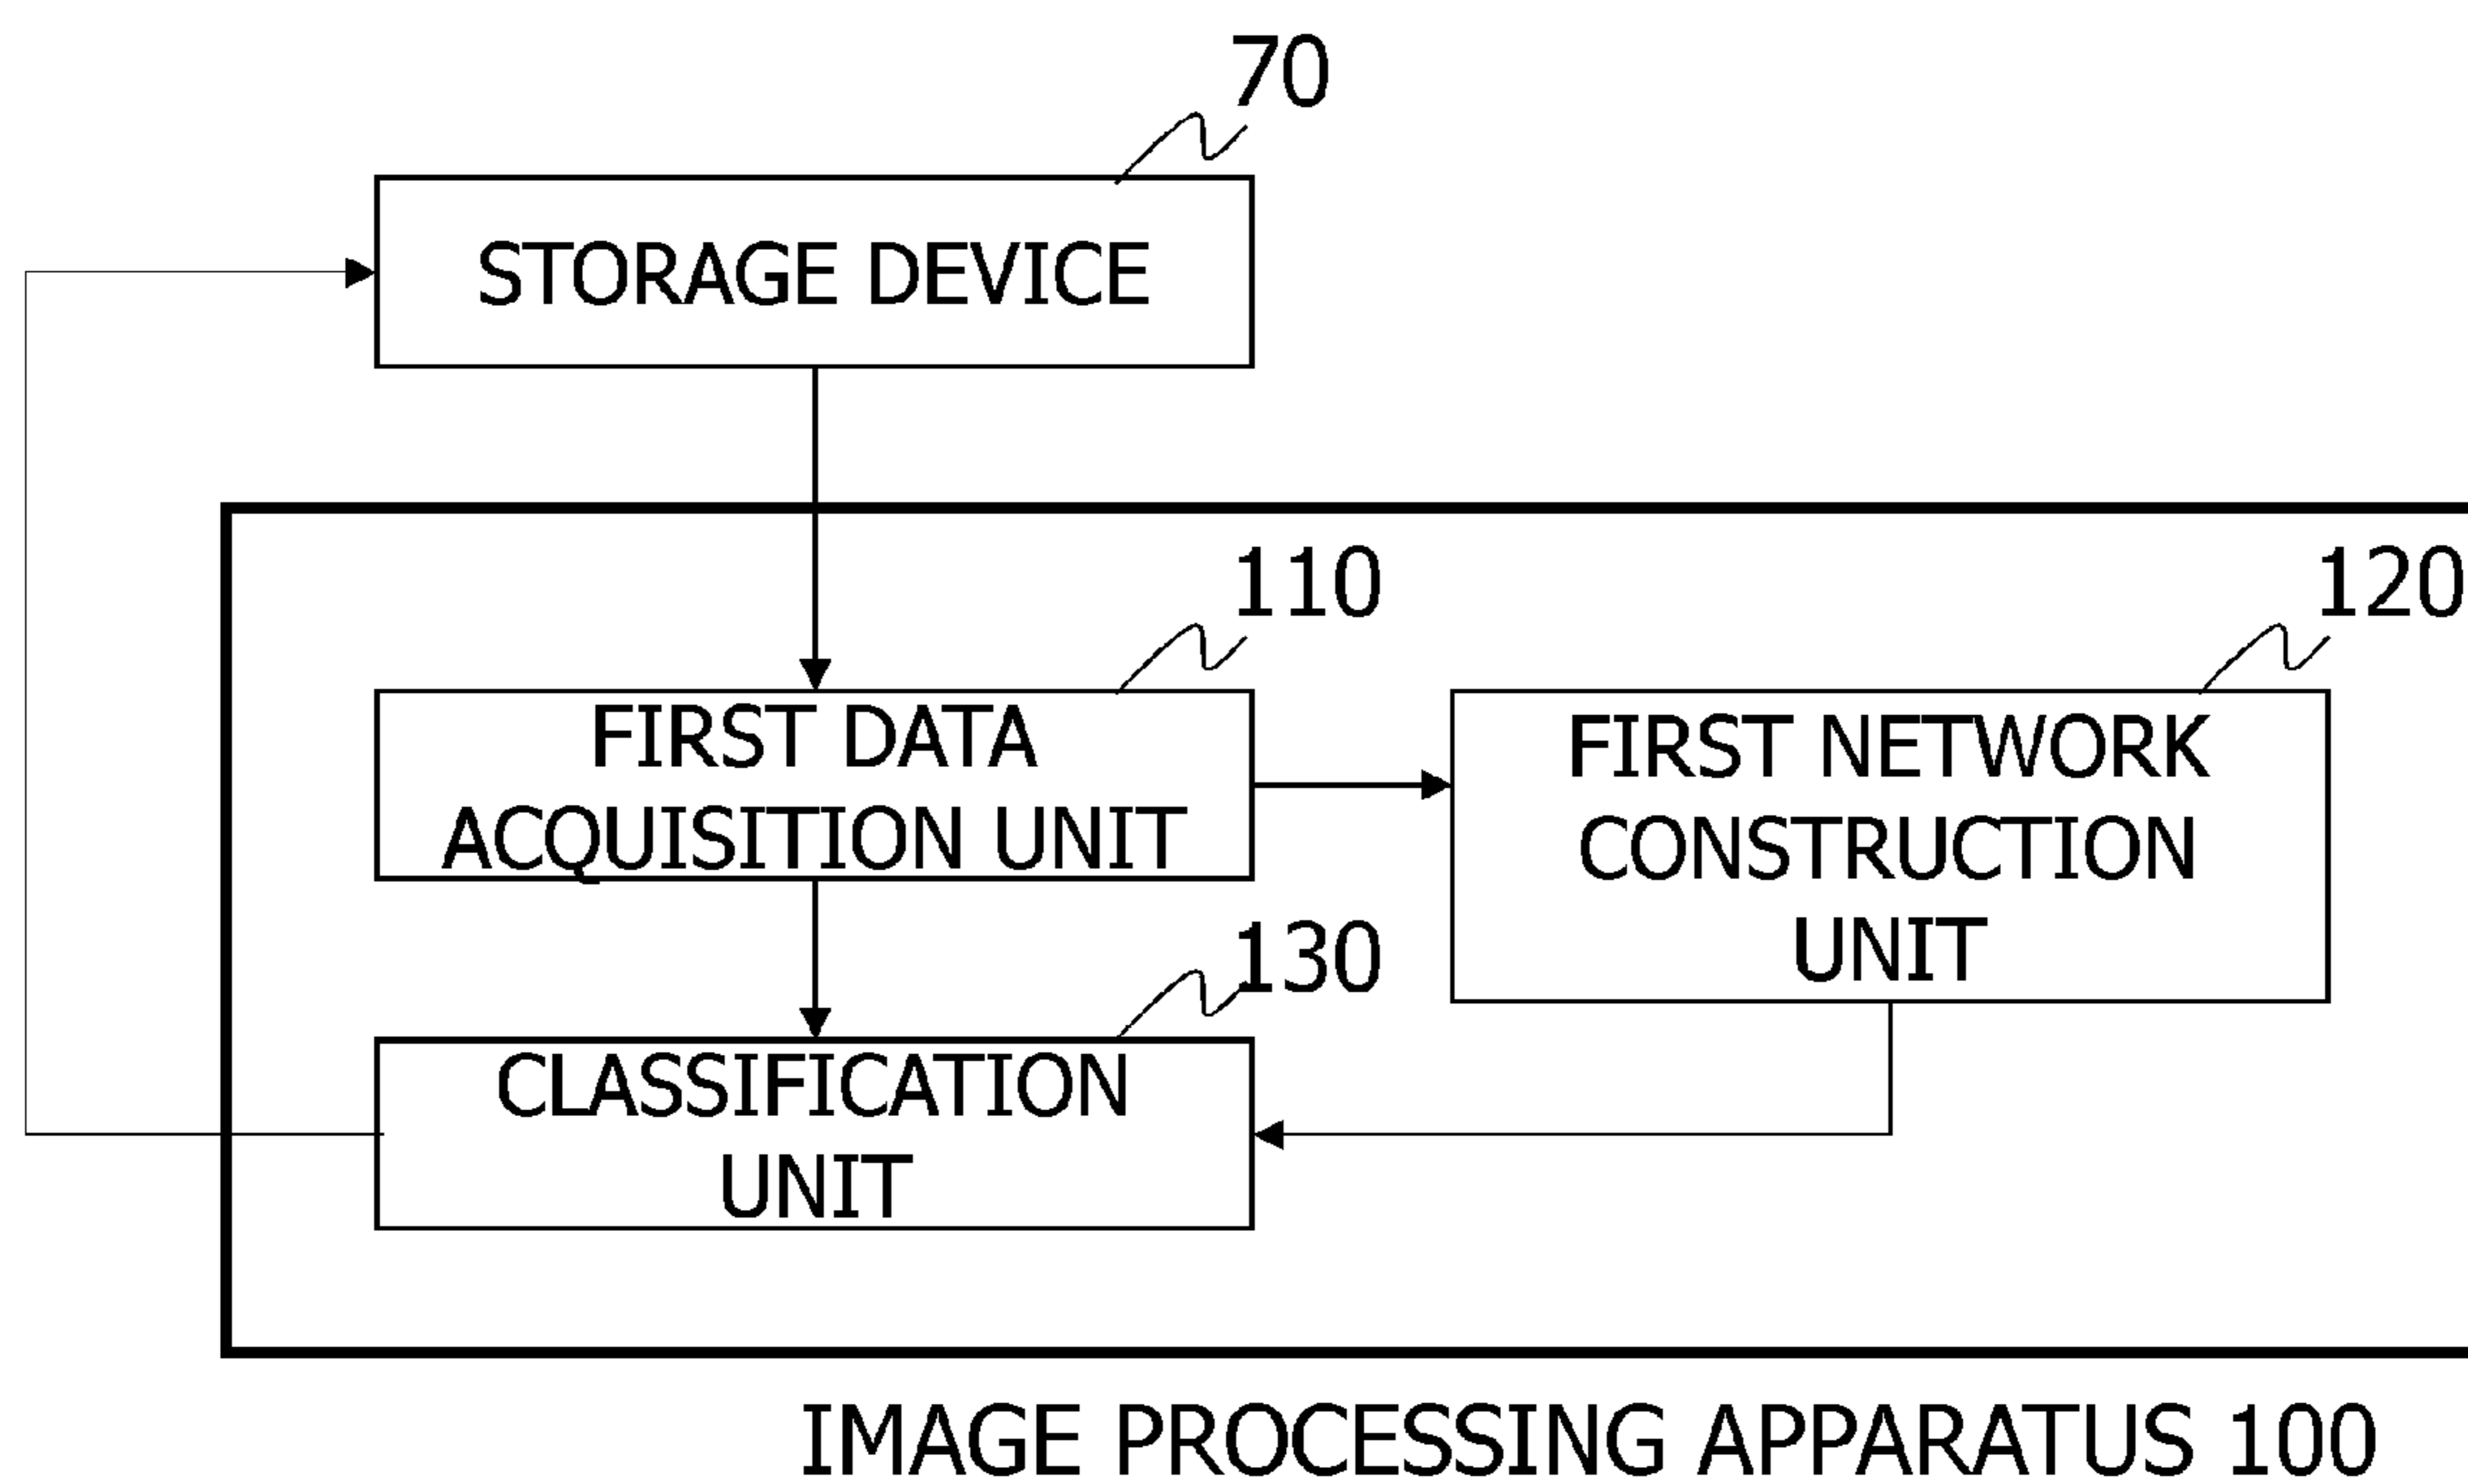 70
STORAGE DEVICE
110
120
FIRST DATA
ACQUISITION UNIT
FIRST NETWORK
CONSTRUCTION
UNIT
130
CLASSIFICATION
UNIT
IMAGE PROCESSING APPARATUS 100